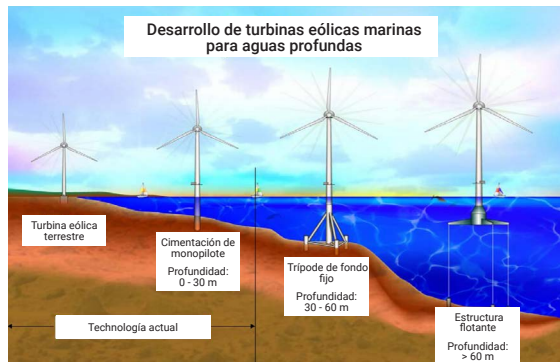 Desarrollo de turbinas eólicas marinas
para aguas profundas
Turbina eólica
terrestre
Cimentación de
monopilote
Profundidad:
0 - 30 m
Trípode de fondo
fijo
Profundidad:
30 - 60 m
Estructura
flotante
Profundidad:
> 60 m
Technología actual